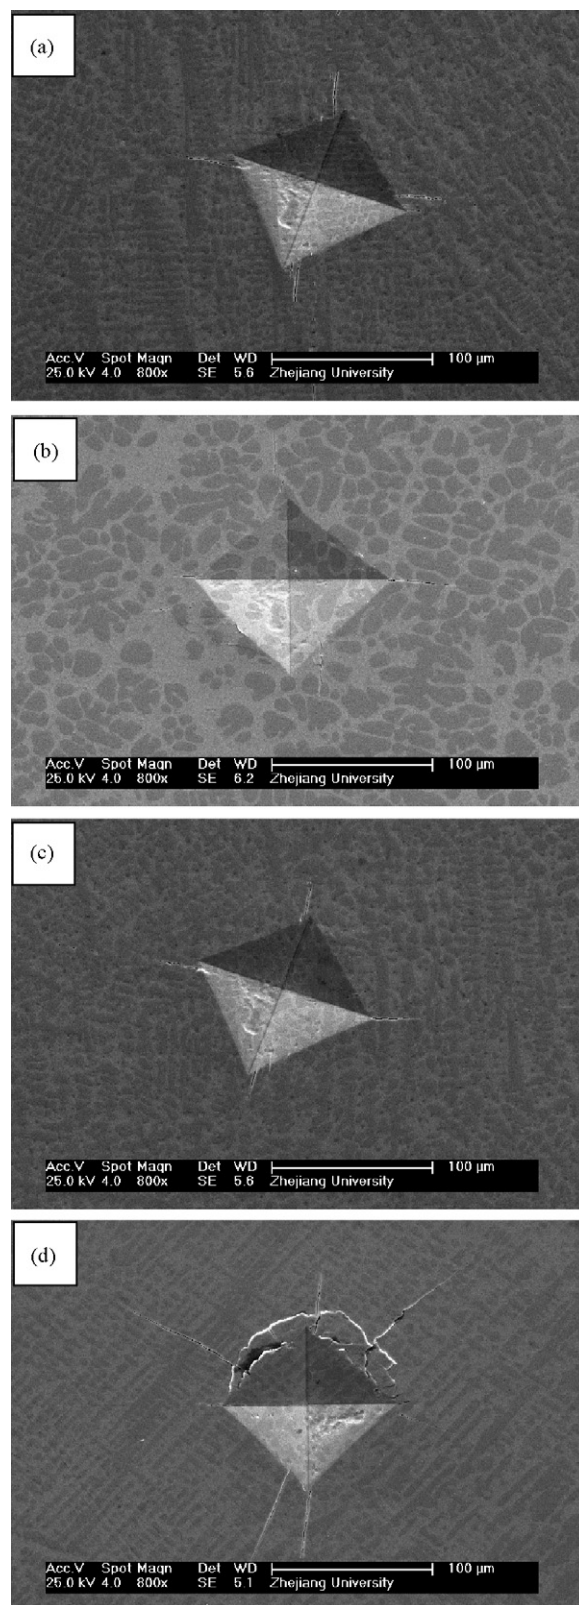 (a)
Acc.V Spot Magn Det WD 100 µm
25.0 kV 4.0 800x SE 5.6 Zhejiang University
(b)
Acc.V Spot Magn Det WD 100 µm
25.0 kV 4.0 800x SE 6.2 Zhejiang University
(c)
Acc.V Spot Magn Det WD 100 µm
25.0 kV 4.0 800x SE 5.6 Zhejiang University
(d)
Acc.V Spot Magn Det WD 100 µm
25.0 kV 4.0 800x SE 5.1 Zhejiang University